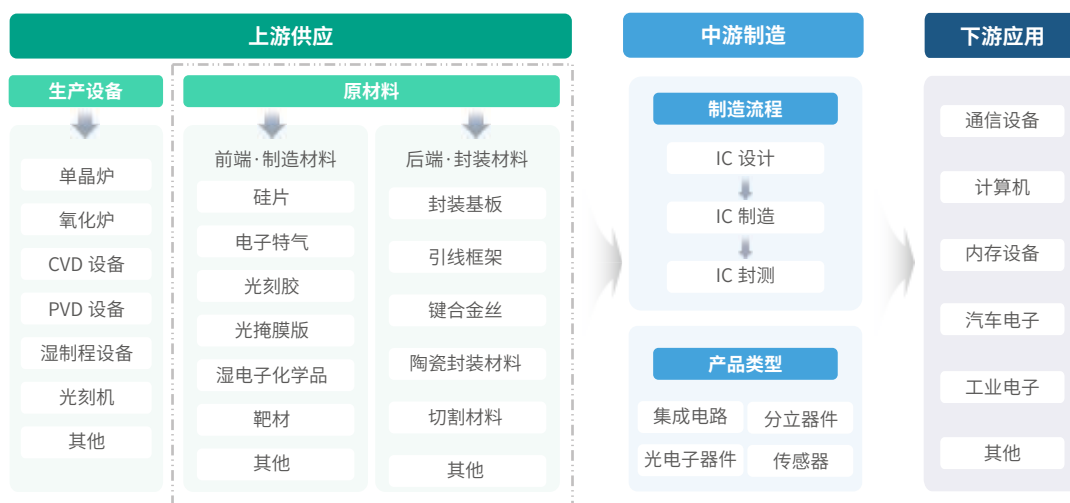 上游供应
生产设备
单晶炉
氧化炉
CVD 设备
PVD 设备
湿制程设备
光刻机
其他
原材料
前端·制造材料
硅片
电子特气
光刻胶
光掩膜版
湿电子化学品
靶材
其他
后端·封装材料
封装基板
引线框架
键合金丝
陶瓷封装材料
切割材料
其他
中游制造
制造流程
IC 设计
IC 制造
IC 封测
产品类型
集成电路
分立器件
光电子器件
传感器
下游应用
通信设备
计算机
内存设备
汽车电子
工业电子
其他